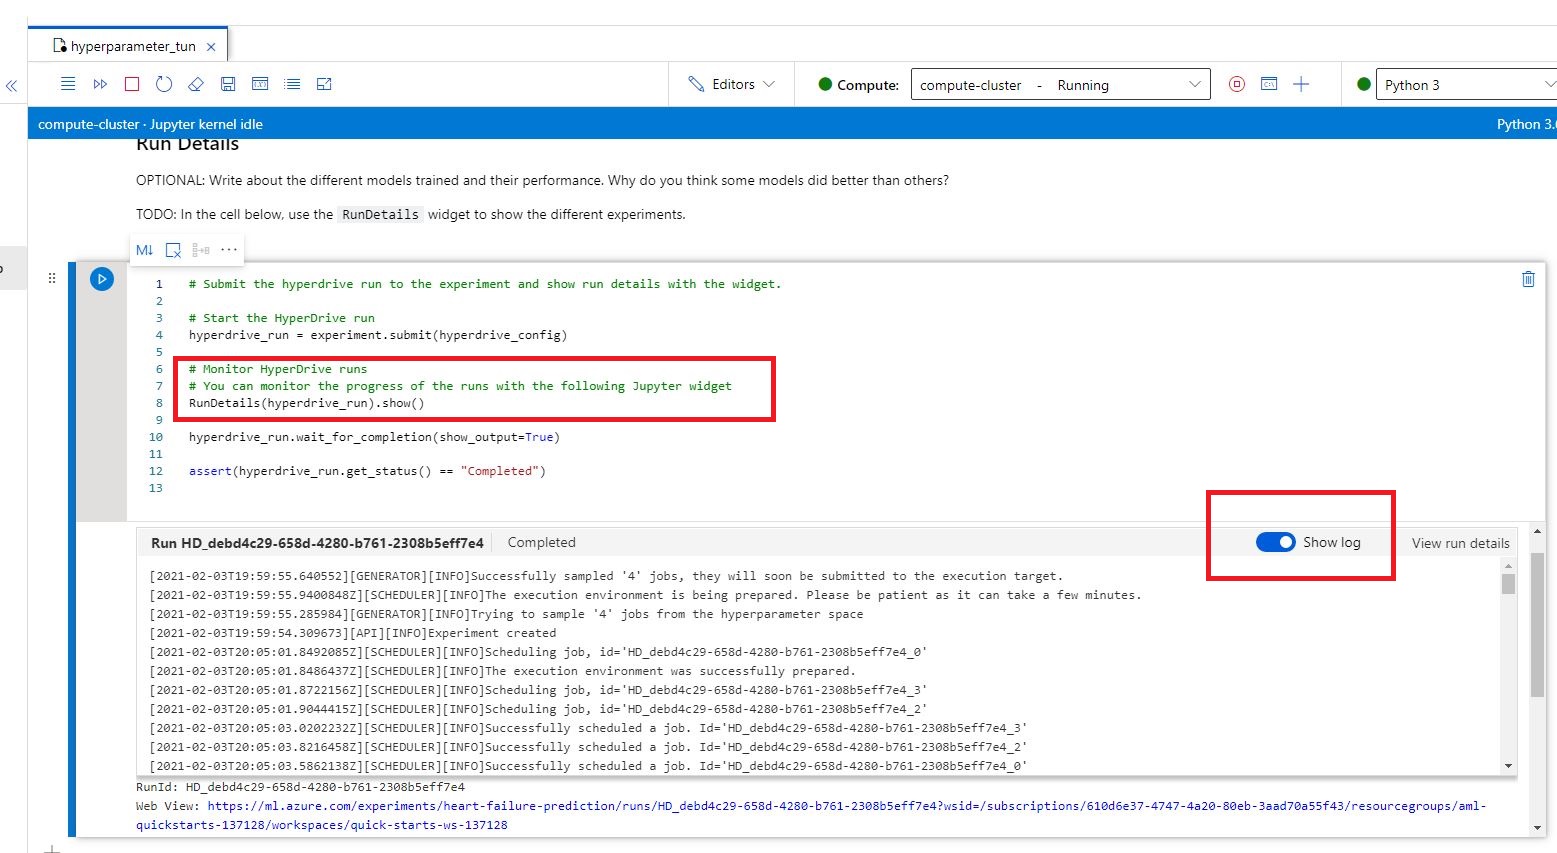 hyperparameter_tun
Editors
Compute:
compute-cluster - Running
Python 3
compute-cluster · Jupyter kernel idle
Run Details
OPTIONAL: Write about the different models trained and their performance. Why do you think some models did better than others?
TODO: In the cell below, use the RunDetails widget to show the different experiments.
M↓
1 # Submit the hyperdrive run to the experiment and show run details with the widget.
2
3 # Start the HyperDrive run
4 hyperdrive_run = experiment.submit(hyperdrive_config)
5
6 # Monitor HyperDrive runs
7 # You can monitor the progress of the runs with the following Jupyter widget
8 RunDetails(hyperdrive_run).show()
9
10 hyperdrive_run.wait_for_completion(show_output=True)
11
12 assert(hyperdrive_run.get_status() == "Completed")
13
Run HD_debd4c29-658d-4280-b761-2308b5eff7e4 Completed
Show log
View run details
[2021-02-03T19:59:55.640552][GENERATOR][INFO]Successfully sampled '4' jobs, they will soon be submitted to the execution target.
[2021-02-03T19:59:55.9400848Z][SCHEDULER][INFO]The execution environment is being prepared. Please be patient as it can take a few minutes.
[2021-02-03T19:59:55.285984][GENERATOR][INFO]Trying to sample '4' jobs from the hyperparameter space
[2021-02-03T19:59:54.309673][API][INFO]Experiment created
[2021-02-03T20:05:01.8492085Z][SCHEDULER][INFO]Scheduling job, id='HD_debd4c29-658d-4280-b761-2308b5eff7e4_0'
[2021-02-03T20:05:01.8486437Z][SCHEDULER][INFO]The execution environment was successfully prepared.
[2021-02-03T20:05:01.8722156Z][SCHEDULER][INFO]Scheduling job, id='HD_debd4c29-658d-4280-b761-2308b5eff7e4_3'
[2021-02-03T20:05:01.9044415Z][SCHEDULER][INFO]Scheduling job, id='HD_debd4c29-658d-4280-b761-2308b5eff7e4_2'
[2021-02-03T20:05:03.0202232Z][SCHEDULER][INFO]Successfully scheduled a job. Id='HD_debd4c29-658d-4280-b761-2308b5eff7e4_3'
[2021-02-03T20:05:03.8216458Z][SCHEDULER][INFO]Successfully scheduled a job. Id='HD_debd4c29-658d-4280-b761-2308b5eff7e4_2'
[2021-02-03T20:05:03.5862138Z][SCHEDULER][INFO]Successfully scheduled a job. Id='HD_debd4c29-658d-4280-b761-2308b5eff7e4_0'
RunId: HD_debd4c29-658d-4280-b761-2308b5eff7e4
Web View: https://ml.azure.com/experiments/heart-failure-prediction/runs/HD_debd4c29-658d-4280-b761-2308b5eff7e4?wsid=/subscriptions/610d6e37-4747-4a20-80eb-3aad70a55f43/resourcegroups/aml-
quickstarts-137128/workspaces/quick-starts-ws-137128